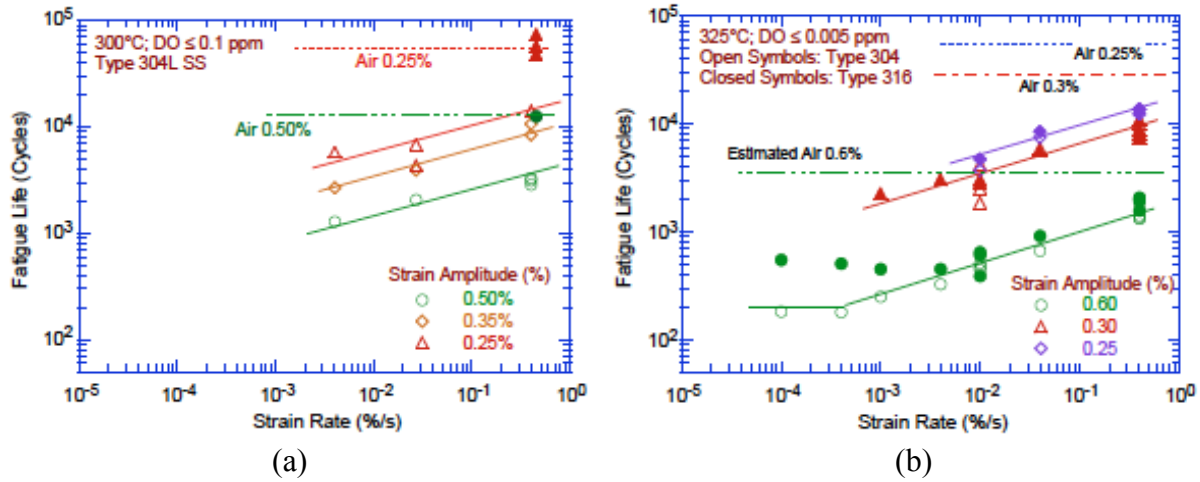 300°C; DO ≤ 0.1 ppm
Type 304L SS
Air 0.25%
Air 0.50%
Fatigue Life (Cycles)
Strain Amplitude (%)
0.50%
0.35%
0.25%
10^5
10^4
10^3
10^2
10^-5 10^-4 10^-3 10^-2 10^-1 10^0
Strain Rate (%/s)
(a)
325°C; DO ≤ 0.005 ppm
Open Symbols: Type 304
Closed Symbols: Type 316
Air 0.25%
Air 0.3%
Estimated Air 0.6%
Fatigue Life (Cycles)
Strain Amplitude (%)
0.60
0.30
0.25
10^5
10^4
10^3
10^2
10^-5 10^-4 10^-3 10^-2 10^-1 10^0
Strain Rate (%/s)
(b)